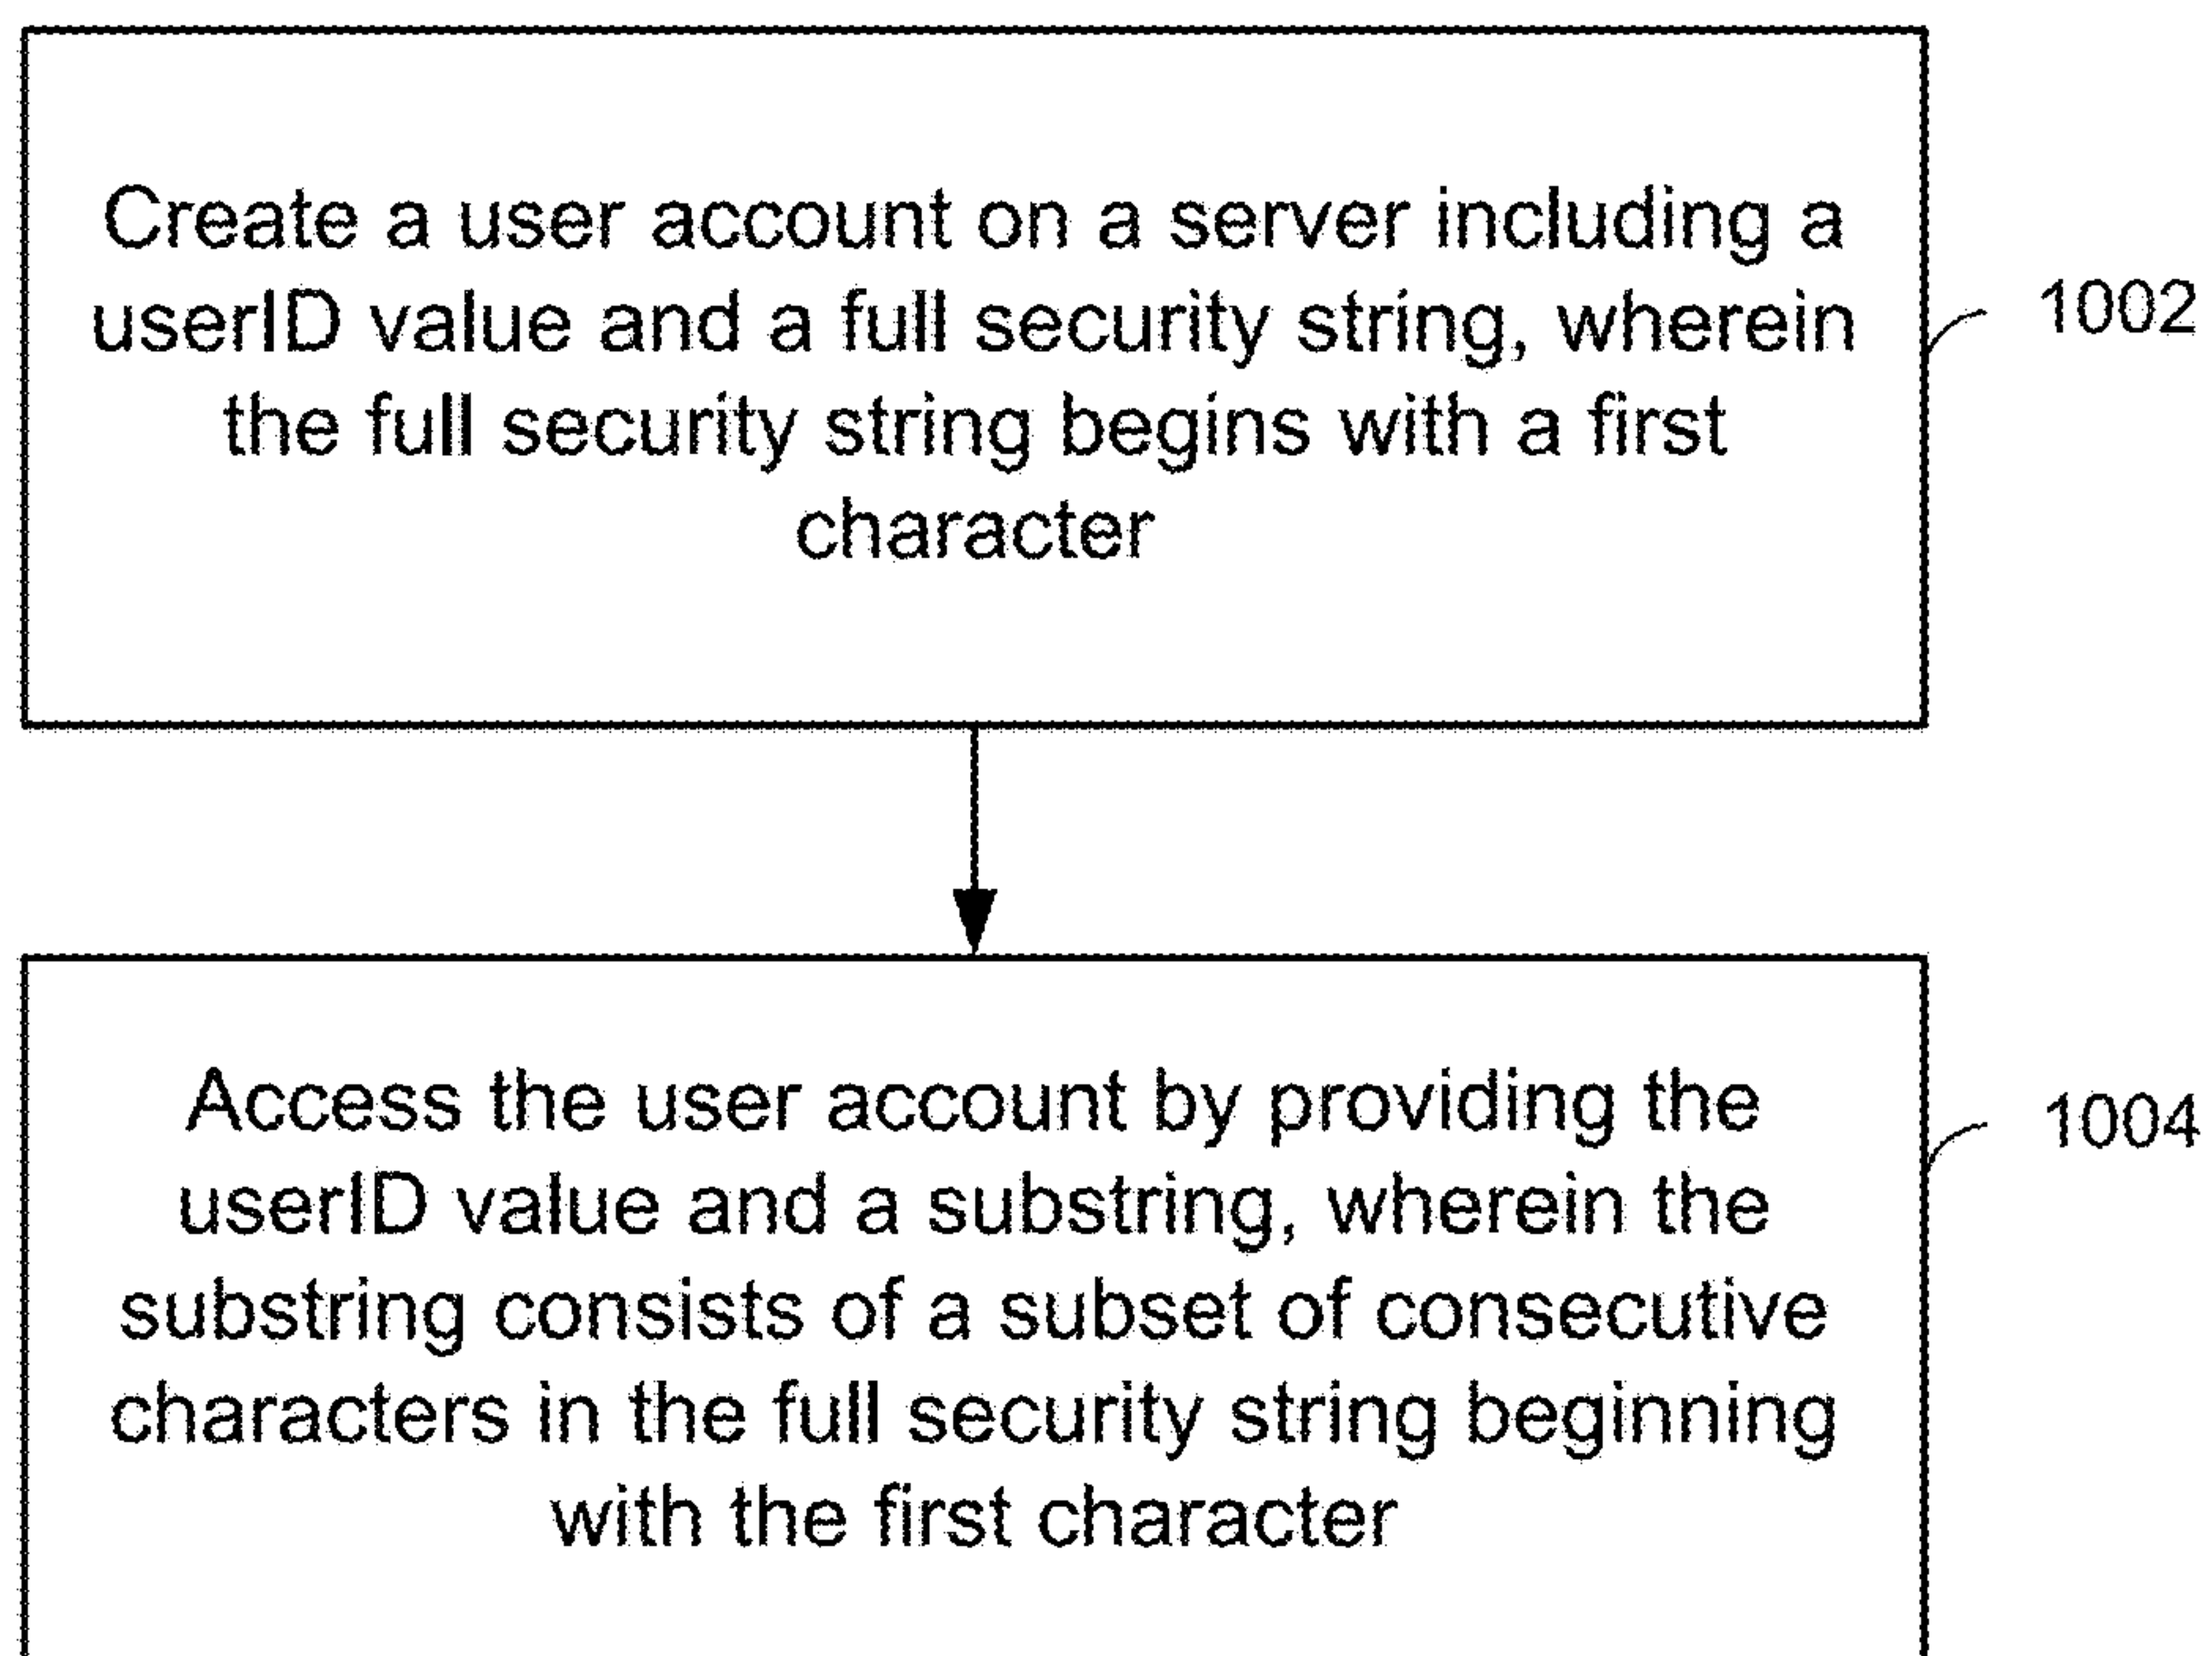 Create a user account on a server including a
userID value and a full security string, wherein
the full security string begins with a first
character
1002
Access the user account by providing the
userID value and a substring, wherein the
substring consists of a subset of consecutive
characters in the full security string beginning
with the first character
1004